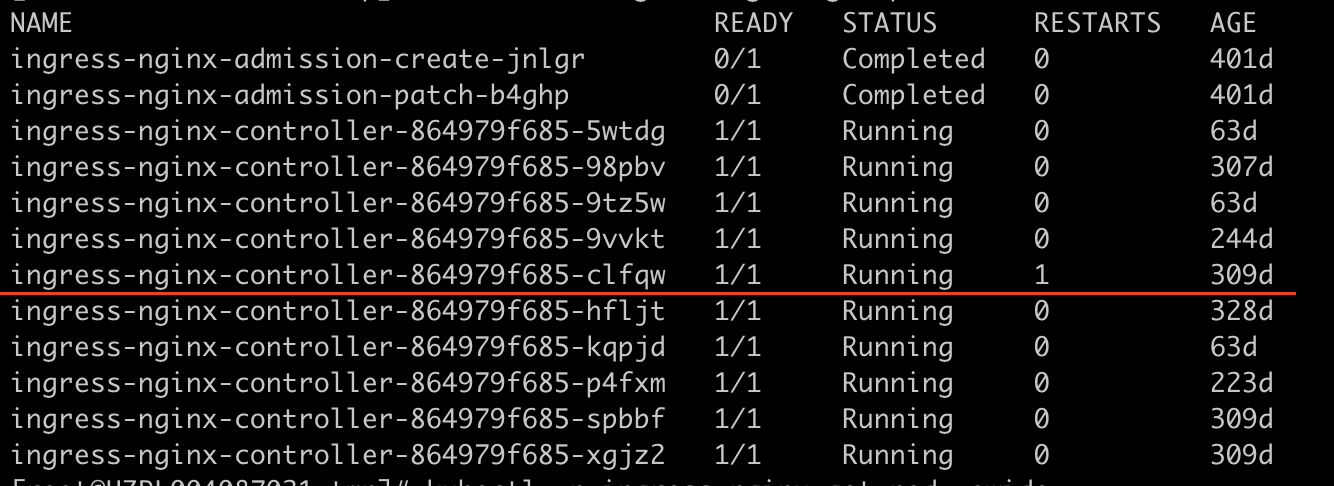 NAME READY STATUS RESTARTS AGE
ingress-nginx-admission-create-jnlgr 0/1 Completed 0 401d
ingress-nginx-admission-patch-b4ghp 0/1 Completed 0 401d
ingress-nginx-controller-864979f685-5wtdg 1/1 Running 0 63d
ingress-nginx-controller-864979f685-98pbv 1/1 Running 0 307d
ingress-nginx-controller-864979f685-9tz5w 1/1 Running 0 63d
ingress-nginx-controller-864979f685-9vvkt 1/1 Running 0 244d
ingress-nginx-controller-864979f685-clfqw 1/1 Running 1 309d
ingress-nginx-controller-864979f685-hfljt 1/1 Running 0 328d
ingress-nginx-controller-864979f685-kqpjd 1/1 Running 0 63d
ingress-nginx-controller-864979f685-p4fxm 1/1 Running 0 223d
ingress-nginx-controller-864979f685-spbbf 1/1 Running 0 309d
ingress-nginx-controller-864979f685-xgjz2 1/1 Running 0 309d